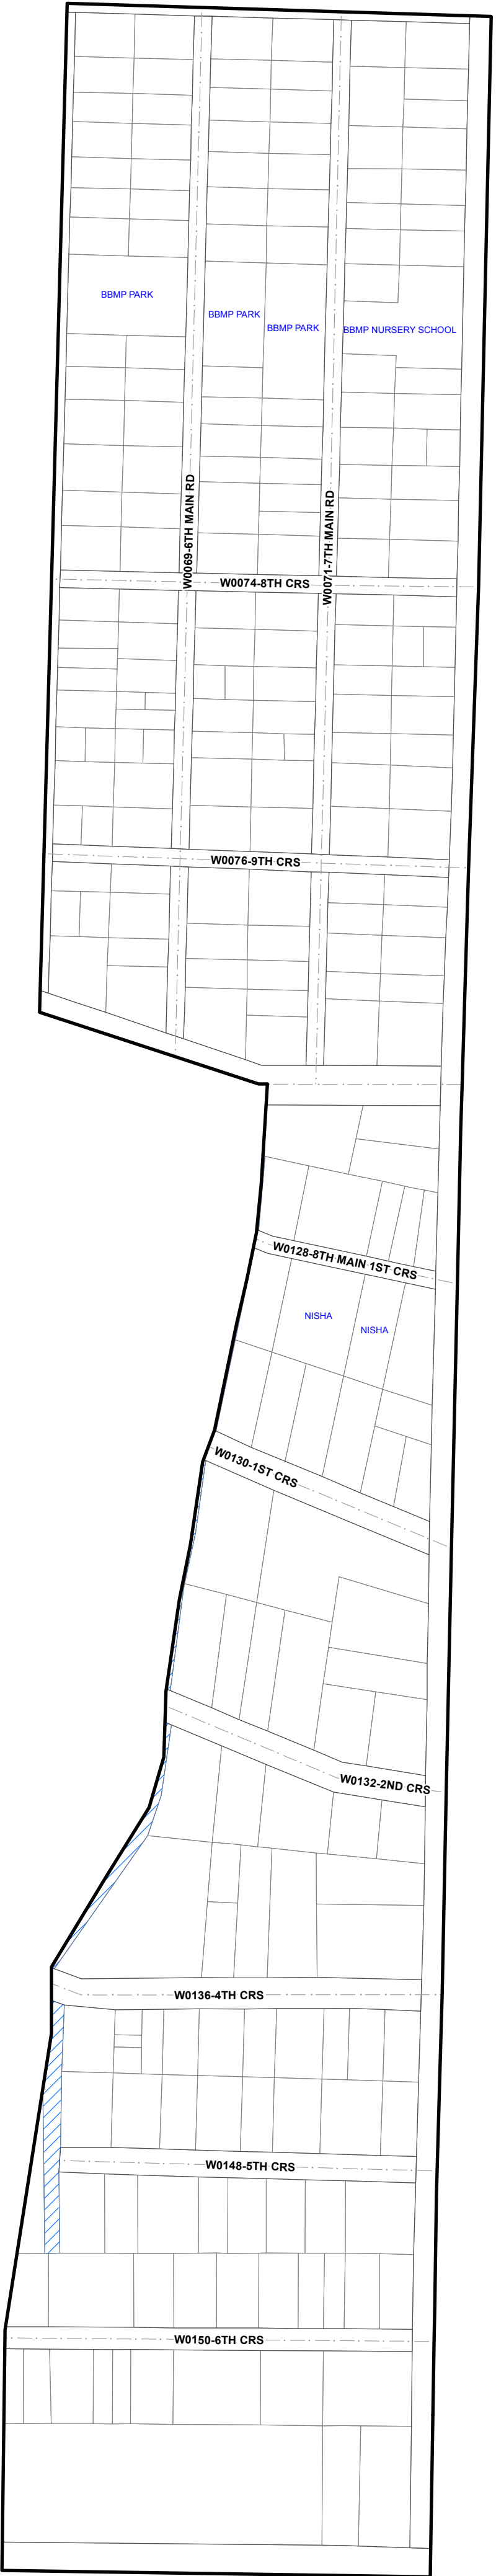 BBMP PARK
BBMP PARK
BBMP PARK
BBMP NURSERY SCHOOL
W0069-6TH MAIN RD
W0071-7TH MAIN RD
W0074-8TH CRS
W0076-9TH CRS
W0128-8TH MAIN 1ST CRS
NISHA
NISHA
W0130-1ST CRS
W0132-2ND CRS
W0136-4TH CRS
W0148-5TH CRS
W0150-6TH CRS